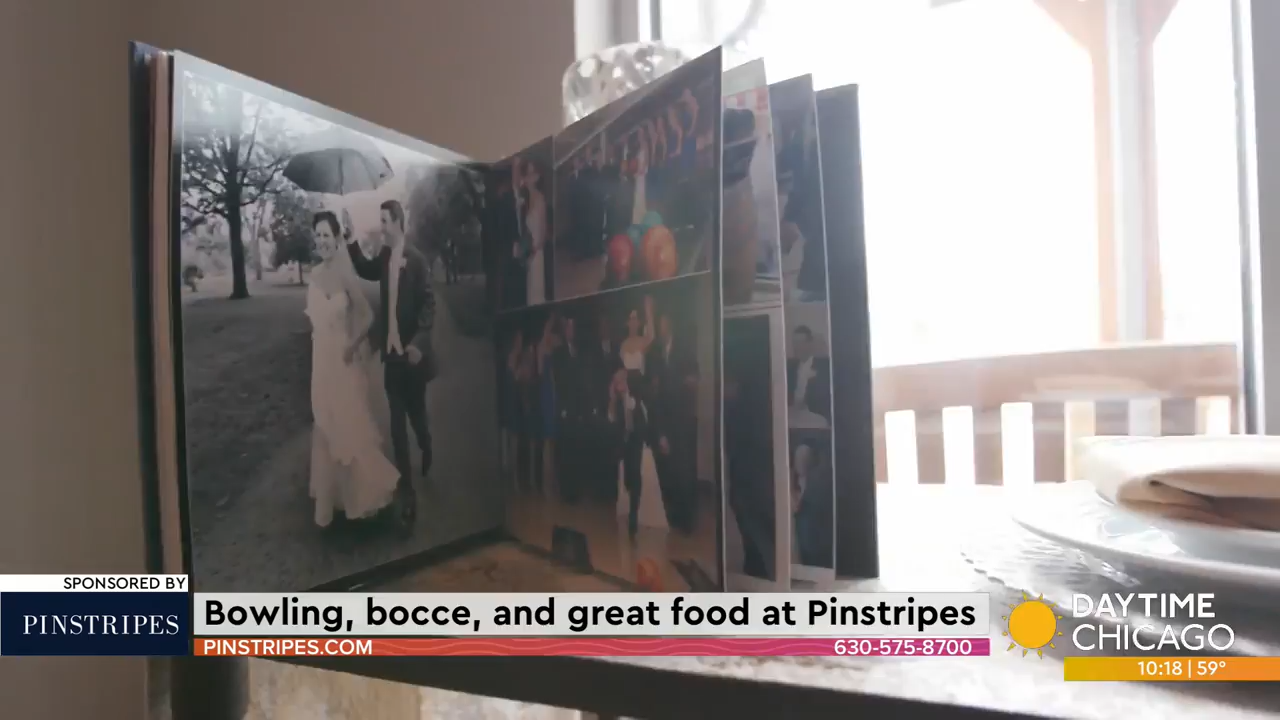 SPONSORED BY
PINSTRIPES
Bowling, bocce, and great food at Pinstripes
PINSTRIPES.COM
630-575-8700
DAYTIME
CHICAGO
10:18 | 59°